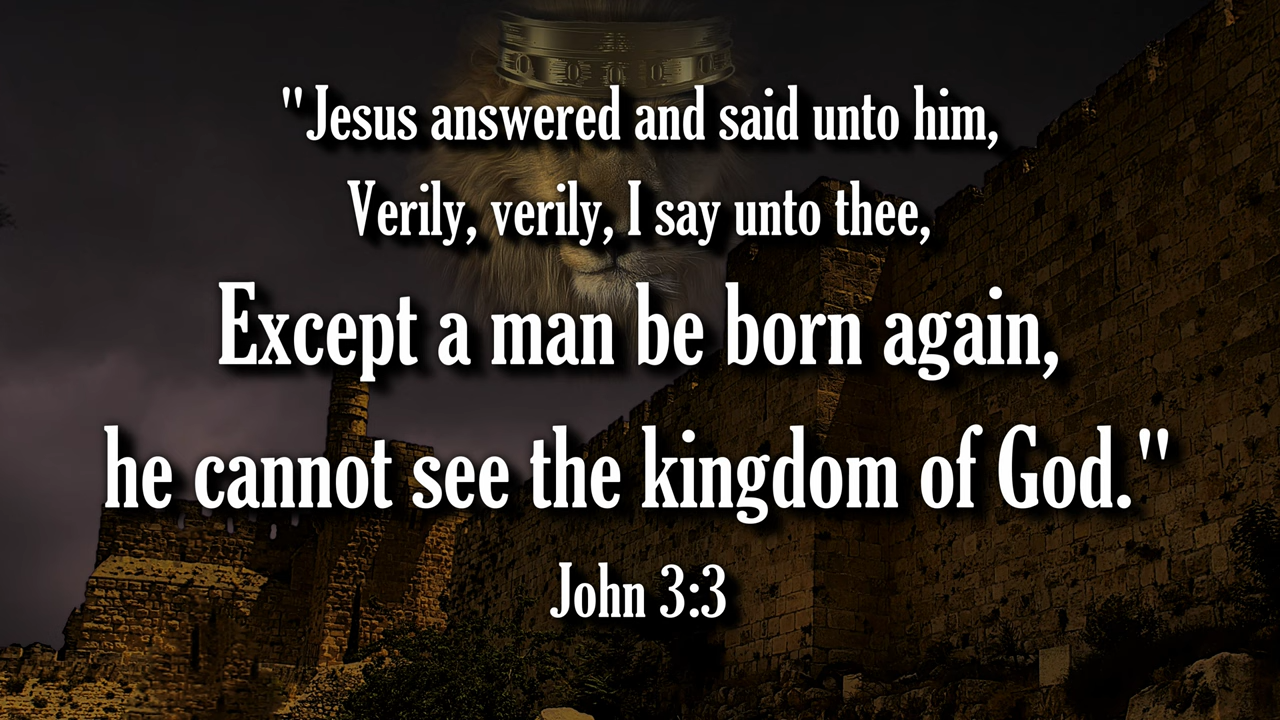 "Jesus answered and said unto him,
Verily, verily, I say unto thee,
Except a man be born again,
he cannot see the kingdom of God."
John 3:3